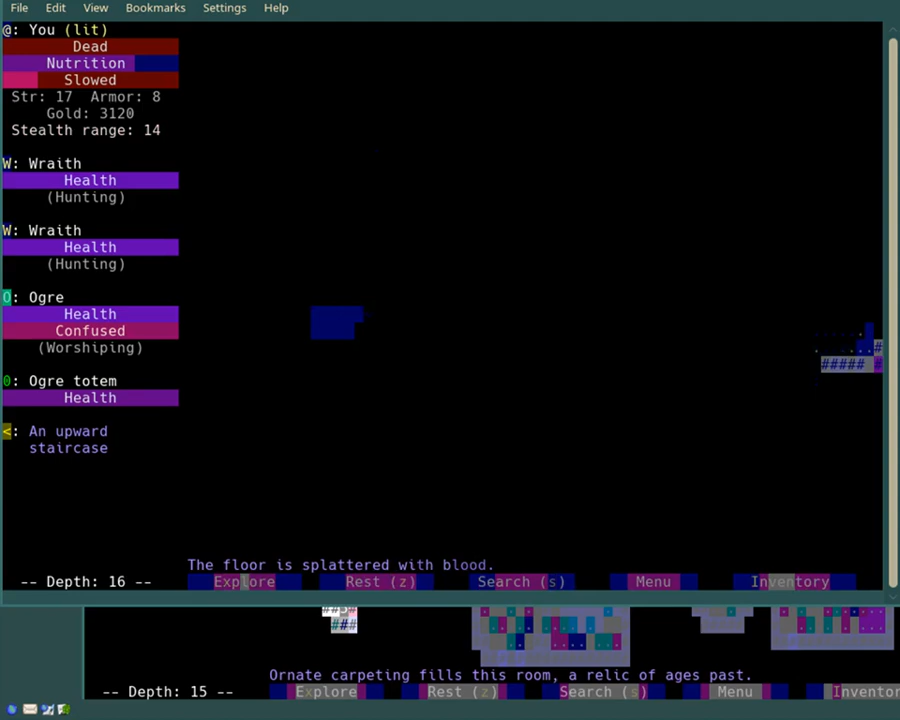 File Edit View Bookmarks Settings Help
@: You (lit)
Dead
Nutrition
Slowed
Str: 17 Armor: 8
Gold: 3120
Stealth range: 14
W: Wraith
Health
(Hunting)
W: Wraith
Health
(Hunting)
O: Ogre
Health
Confused
(Worshiping)
0: Ogre totem
Health
<: An upward
staircase
#
##### #
The floor is splattered with blood.
-- Depth: 16 -- Explore Rest (z) Search (s) Menu Inventory
###
Ornate carpeting fills this room, a relic of ages past.
-- Depth: 15 -- Explore Rest (z) Search (s) Menu Inventor